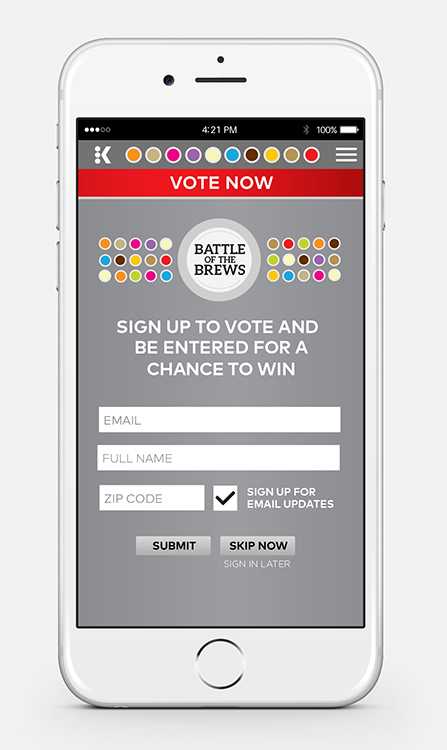 4:21 PM
100%
K
VOTE NOW
BATTLE
OF THE
BREWS
SIGN UP TO VOTE AND
BE ENTERED FOR A
CHANCE TO WIN
EMAIL
FULL NAME
ZIP CODE
SIGN UP FOR
EMAIL UPDATES
SUBMIT
SKIP NOW
SIGN IN LATER